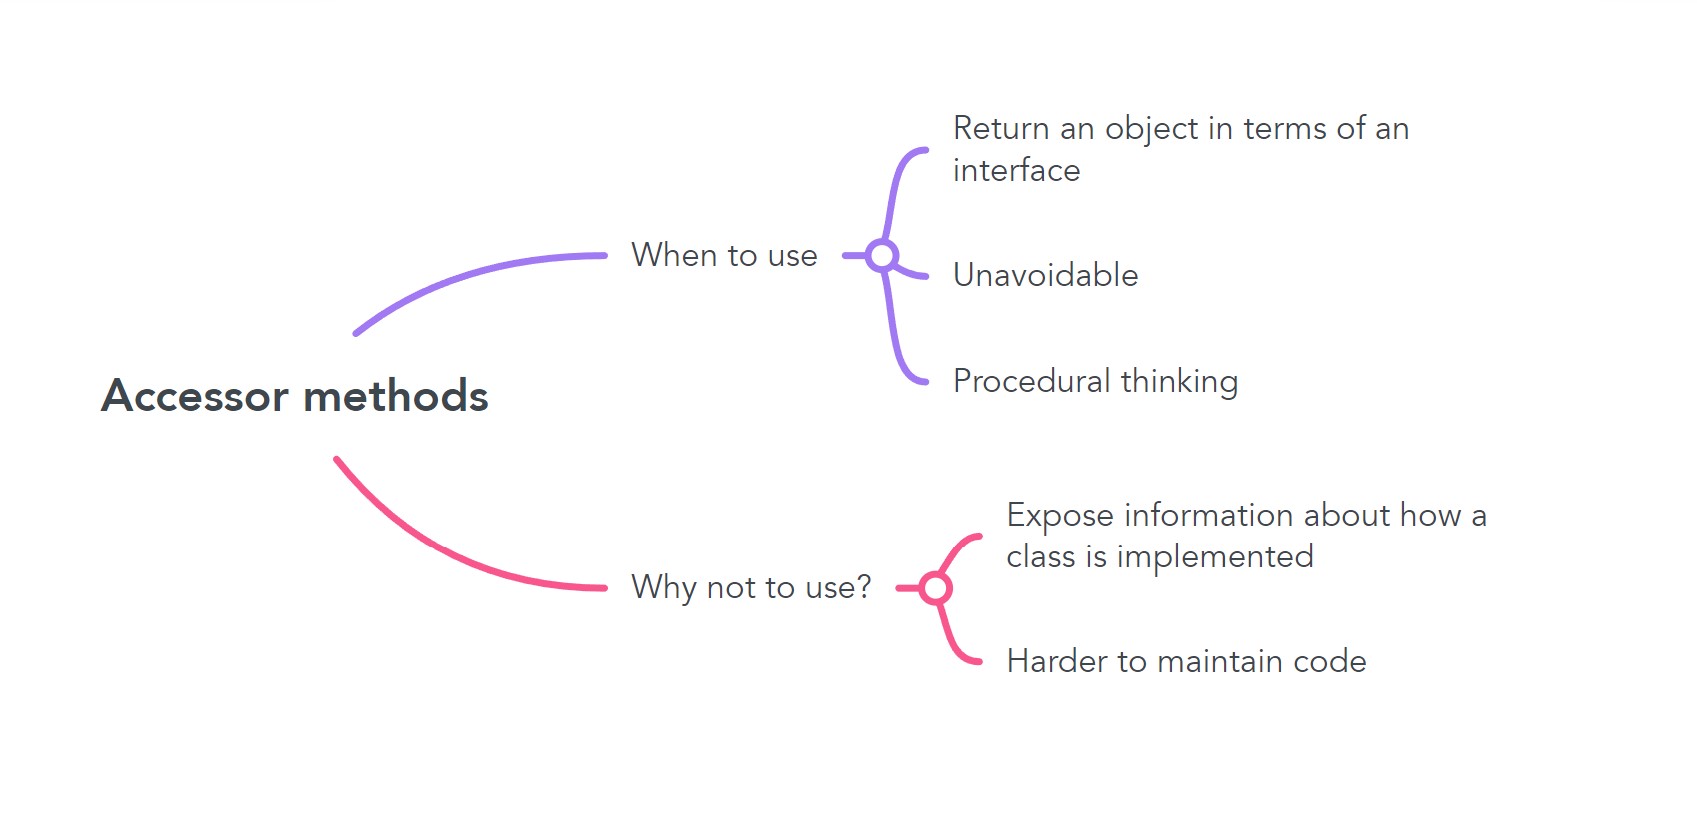 Accessor methods
When to use
Return an object in terms of an
interface
Unavoidable
Procedural thinking
Why not to use?
Expose information about how a
class is implemented
Harder to maintain code